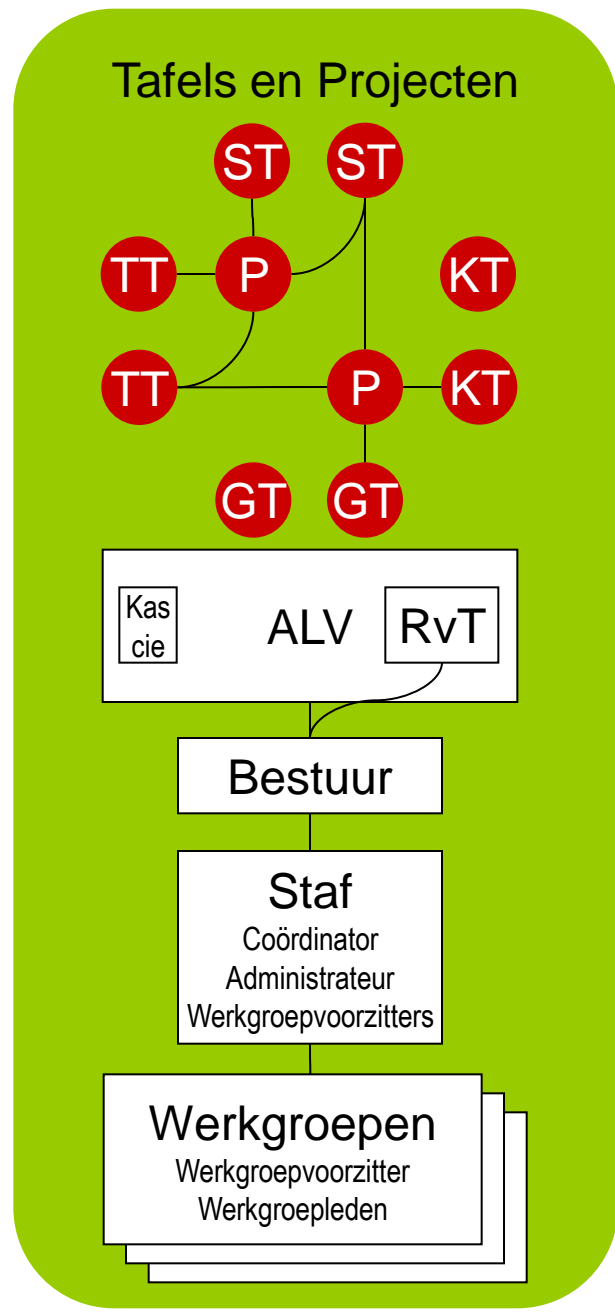 Tafels en Projecten
ST ST
TT P KT
TT P KT
GT GT
Kas
cie
ALV
RvT
Bestuur
Staf
Coördinator
Administrateur
Werkgroepvoorzitters
Werkgroepen
Werkgroepvoorzitter
Werkgroepleden